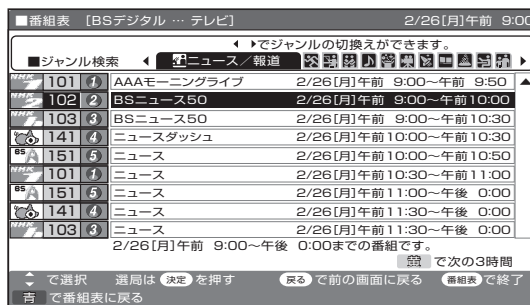 ■番組表 [BSデジタル … テレビ] 2/26[月]午前 9:00
◀ ▶でジャンルの切換えができます。
■ジャンル検索 ◀ ニュース／報道 ▶
NHK 101 1 AAAモーニングライブ 2/26[月]午前 9:00～午前 9:50
NHK 102 2 BSニュース50 2/26[月]午前 9:00～午前10:00
NHK 103 3 BSニュース50 2/26[月]午前 9:00～午前10:30
141 4 ニュースダッシュ 2/26[月]午前10:00～午前10:30
BS 151 5 ニュース 2/26[月]午前10:00～午前10:50
NHK 101 1 ニュース 2/26[月]午前10:30～午前11:00
BS 151 5 ニュース 2/26[月]午前11:00～午後 0:00
141 4 ニュース 2/26[月]午前11:30～午後 0:00
NHK 103 3 ニュース 2/26[月]午前11:30～午後 0:00
2/26[月]午前 9:00～午後 0:00までの番組です。
黄 で次の3時間
で選択 選局は 決定 を押す 戻る で前の画面に戻る 番組表 で終了
青 で番組表に戻る